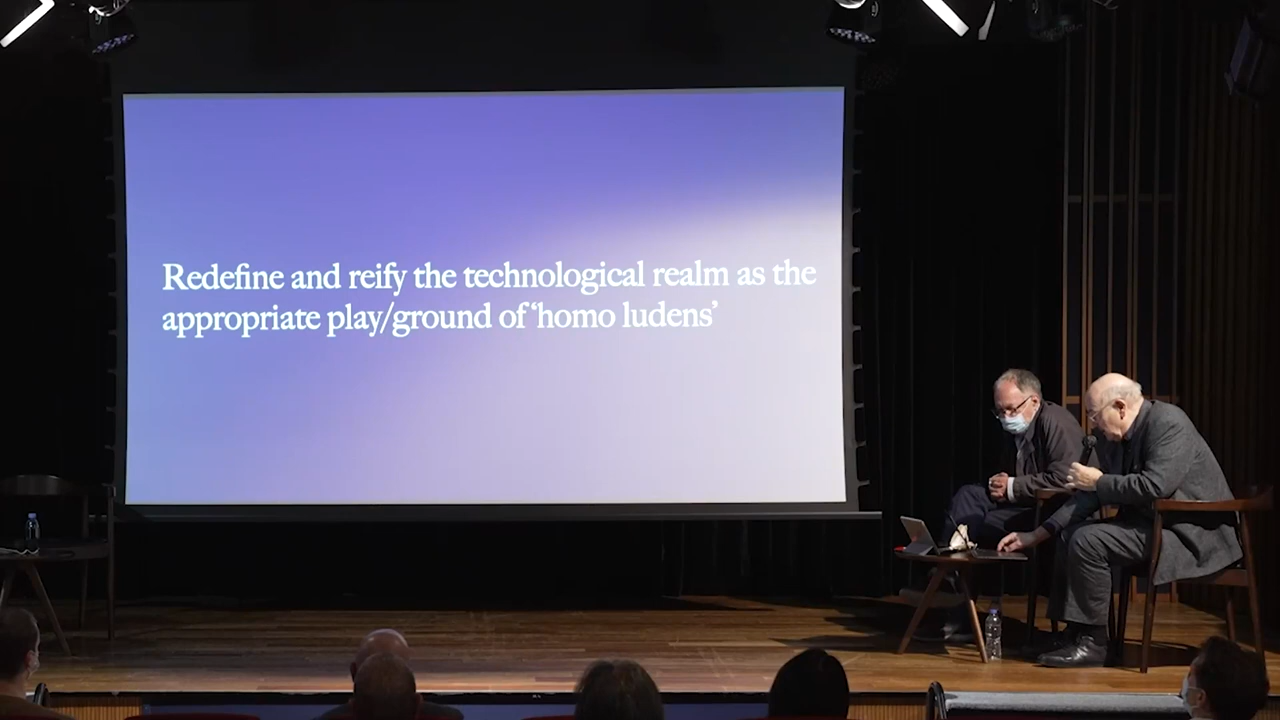 Redefine and reify the technological realm as the
appropriate play/ground of ‘homo ludens’